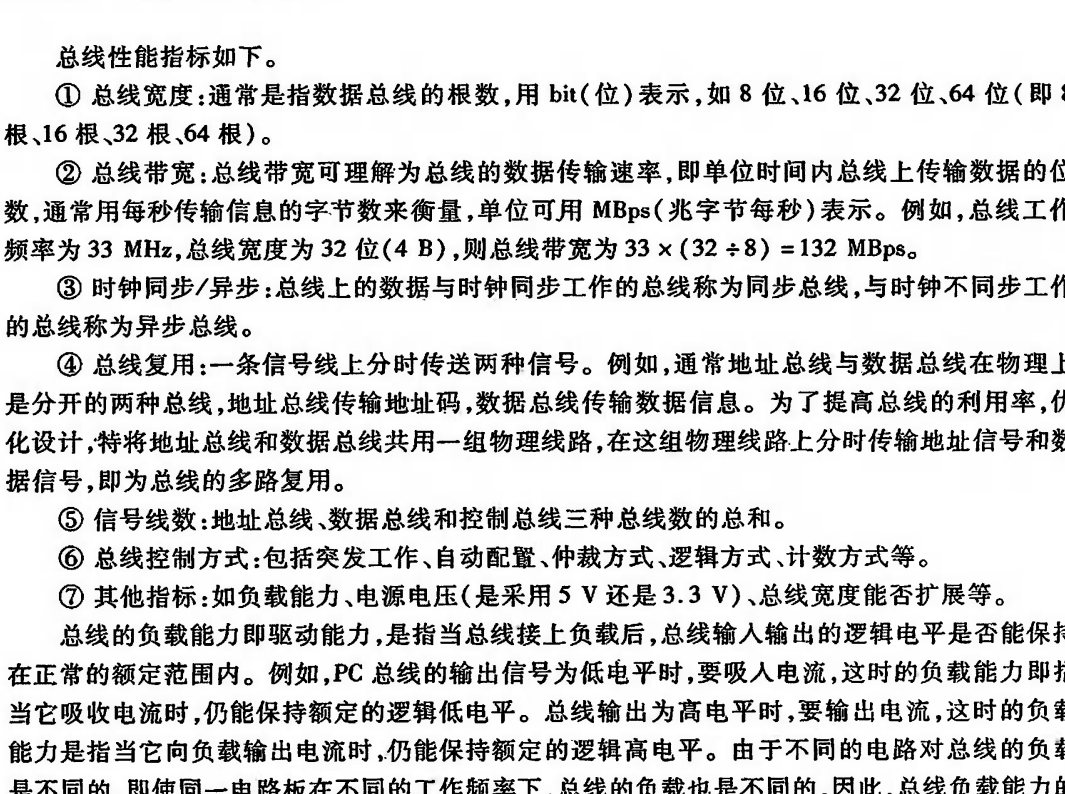 总线性能指标如下。
① 总线宽度:通常是指数据总线的根数,用 bit(位)表示,如 8 位、16 位、32 位、64 位(即 8
根、16 根、32 根、64 根)。
② 总线带宽:总线带宽可理解为总线的数据传输速率,即单位时间内总线上传输数据的位
数,通常用每秒传输信息的字节数来衡量,单位可用 MBps(兆字节每秒)表示。例如,总线工作
频率为 33 MHz,总线宽度为 32 位(4 B),则总线带宽为 33 × (32 ÷ 8) = 132 MBps。
③ 时钟同步/异步:总线上的数据与时钟同步工作的总线称为同步总线,与时钟不同步工作
的总线称为异步总线。
④ 总线复用:一条信号线上分时传送两种信号。例如,通常地址总线与数据总线在物理上
是分开的两种总线,地址总线传输地址码,数据总线传输数据信息。为了提高总线的利用率,优
化设计,特将地址总线和数据总线共用一组物理线路,在这组物理线路上分时传输地址信号和数
据信号,即为总线的多路复用。
⑤ 信号线数:地址总线、数据总线和控制总线三种总线数的总和。
⑥ 总线控制方式:包括突发工作、自动配置、仲裁方式、逻辑方式、计数方式等。
⑦ 其他指标:如负载能力、电源电压(是采用 5 V 还是 3.3 V)、总线宽度能否扩展等。
总线的负载能力即驱动能力,是指当总线接上负载后,总线输入输出的逻辑电平是否能保持
在正常的额定范围内。例如,PC 总线的输出信号为低电平时,要吸入电流,这时的负载能力即指
当它吸收电流时,仍能保持额定的逻辑低电平。总线输出为高电平时,要输出电流,这时的负载
能力是指当它向负载输出电流时,仍能保持额定的逻辑高电平。由于不同的电路对总线的负载
是不同的,即使同一电路板在不同的工作频率下,总线的负载也是不同的,因此,总线负载能力的